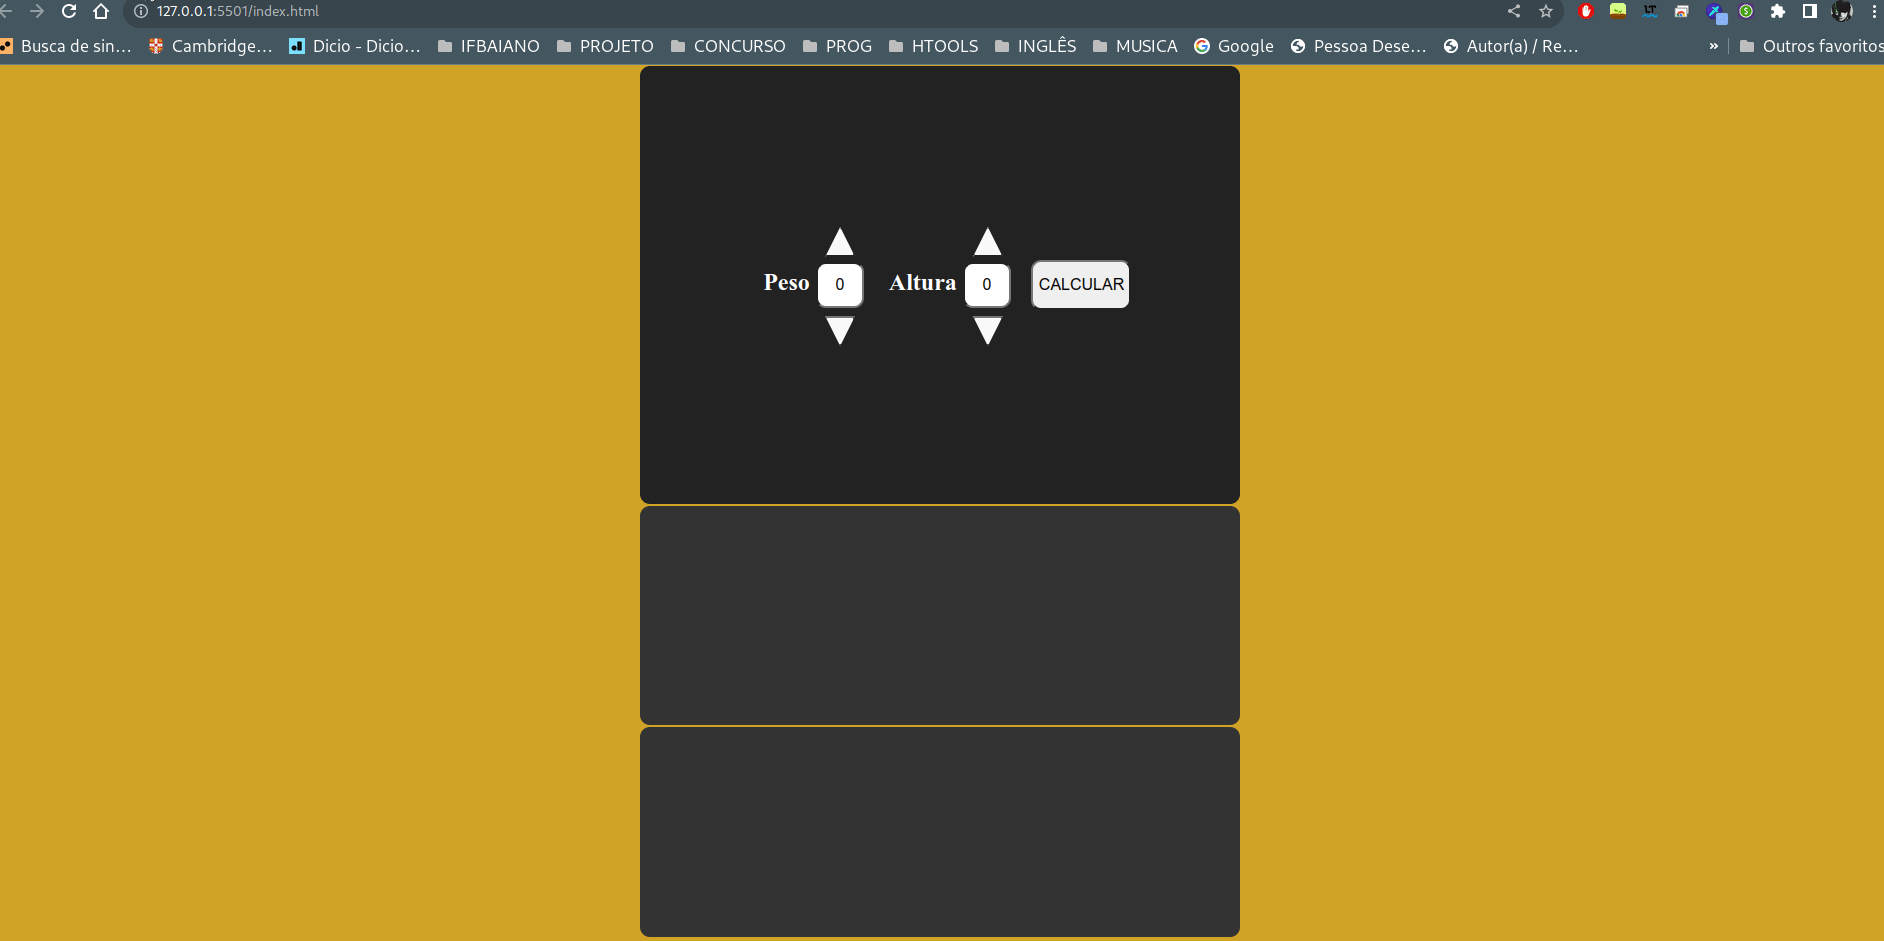 127.0.0.1:5501/index.html
Busca de sin... Cambridge... Dicio - Dicio... IFBAIANO PROJETO CONCURSO PROG HTOOLS INGLÊS MUSICA Google Pessoa Dese... Autor(a) / Re... » Outros favoritos
Peso 0 Altura 0 CALCULAR